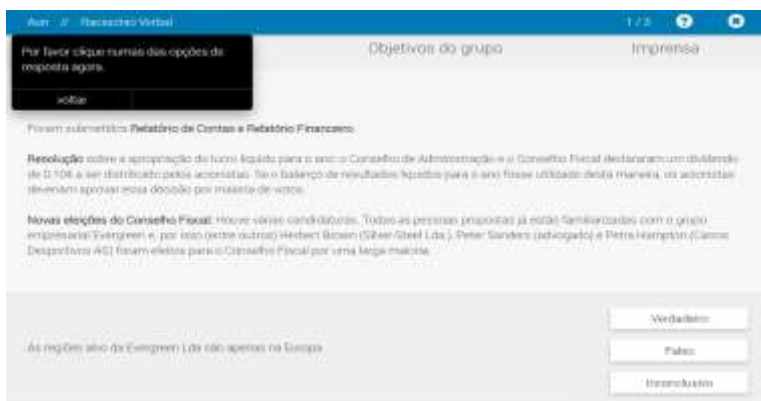 Aon // Raciocínio Verbal
1 / 3
Por favor clique numas das opções de
resposta agora.
voltar
Objetivos do grupo
Imprensa
Foram submetidos Relatório de Contas e Relatório Financeiro.
Resolução sobre a apropriação do lucro líquido para o ano: o Conselho de Administração e o Conselho Fiscal declararam um dividendo
de 0,10€ a ser distribuído pelos acionistas. Se o balanço de resultados líquidos para o ano fosse utilizado desta maneira, os acionistas
deveriam aprovar essa decisão por maioria de votos.
Novas eleições do Conselho Fiscal: Houve várias candidaturas. Todas as pessoas propostas já estão familiarizadas com o grupo
empresarial Evergreen e, por isso (entre outros) Herbert Brown (Silver Steel Lda.), Peter Sanders (advogado) e Petra Hampton (Carros
Desportivos AG) foram eleitos para o Conselho Fiscal por uma larga maioria.
As regiões alvo da Evergreen Lda são apenas na Europa.
Verdadeiro
Falso
Inconclusivo